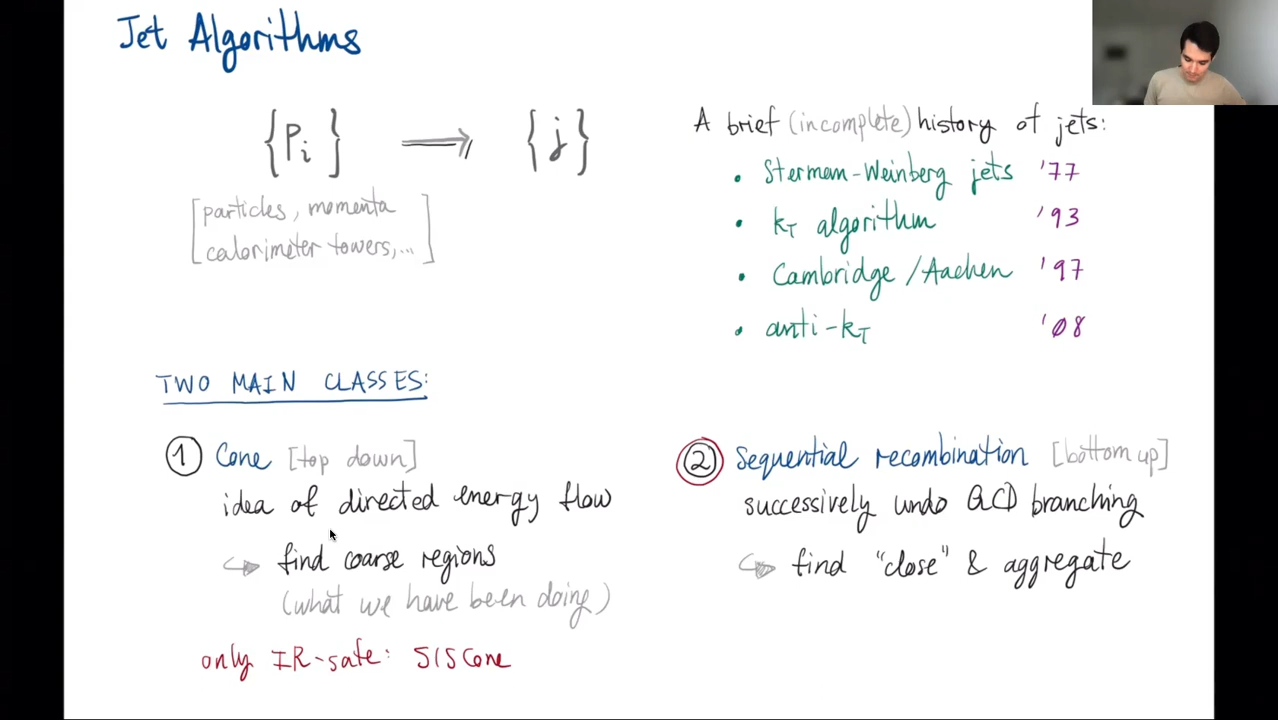 Jet Algorithms
{Pi} ⟹ {j}
[particles, momenta
calorimeter towers,...]
A brief (incomplete) history of jets:
• Sterman-Weinberg jets '77
• kT algorithm '93
• Cambridge/Aachen '97
• anti-kT '08
TWO MAIN CLASSES:
① Cone [top down]
idea of directed energy flow
↪ find coarse regions
(what we have been doing)
only IR-safe: SISCone
② Sequential recombination [bottom up]
successively undo QCD branching
↪ find "close" & aggregate